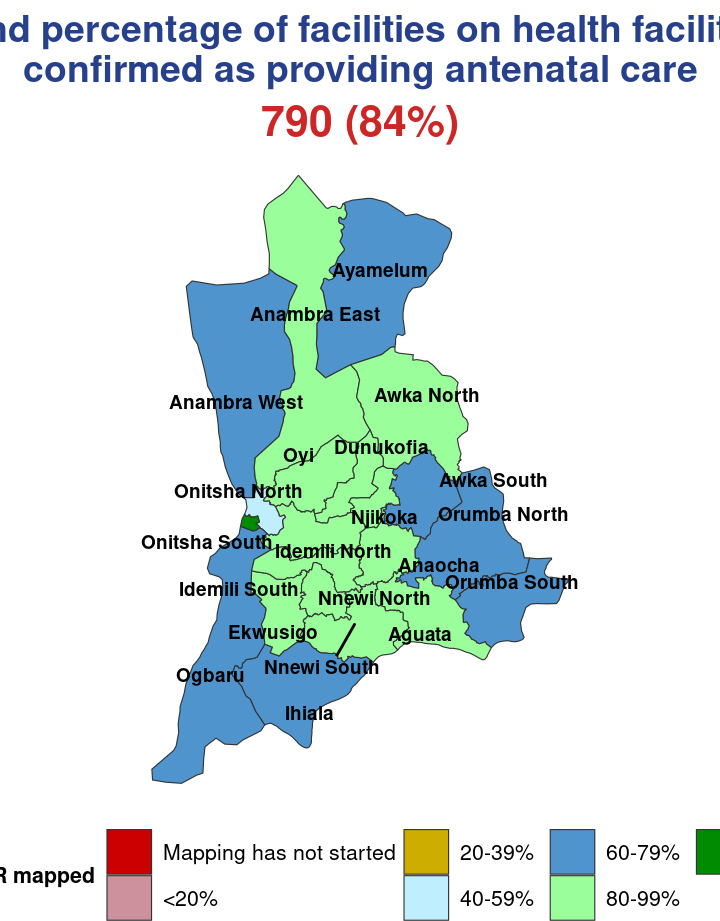 nd percentage of facilities on health facilit
confirmed as providing antenatal care
790 (84%)
Ayamelum
Anambra East
Awka North
Anambra West
Dunukofia
Oyi
Awka South
Onitsha North
Orumba North
Njikoka
Onitsha South
Idemili North
Anaocha
Orumba South
Idemili South
Nnewi North
Ekwusigo
Aguata
Nnewi South
Ogbaru
Ihiala
R mapped
Mapping has not started
20-39%
60-79%
<20%
40-59%
80-99%